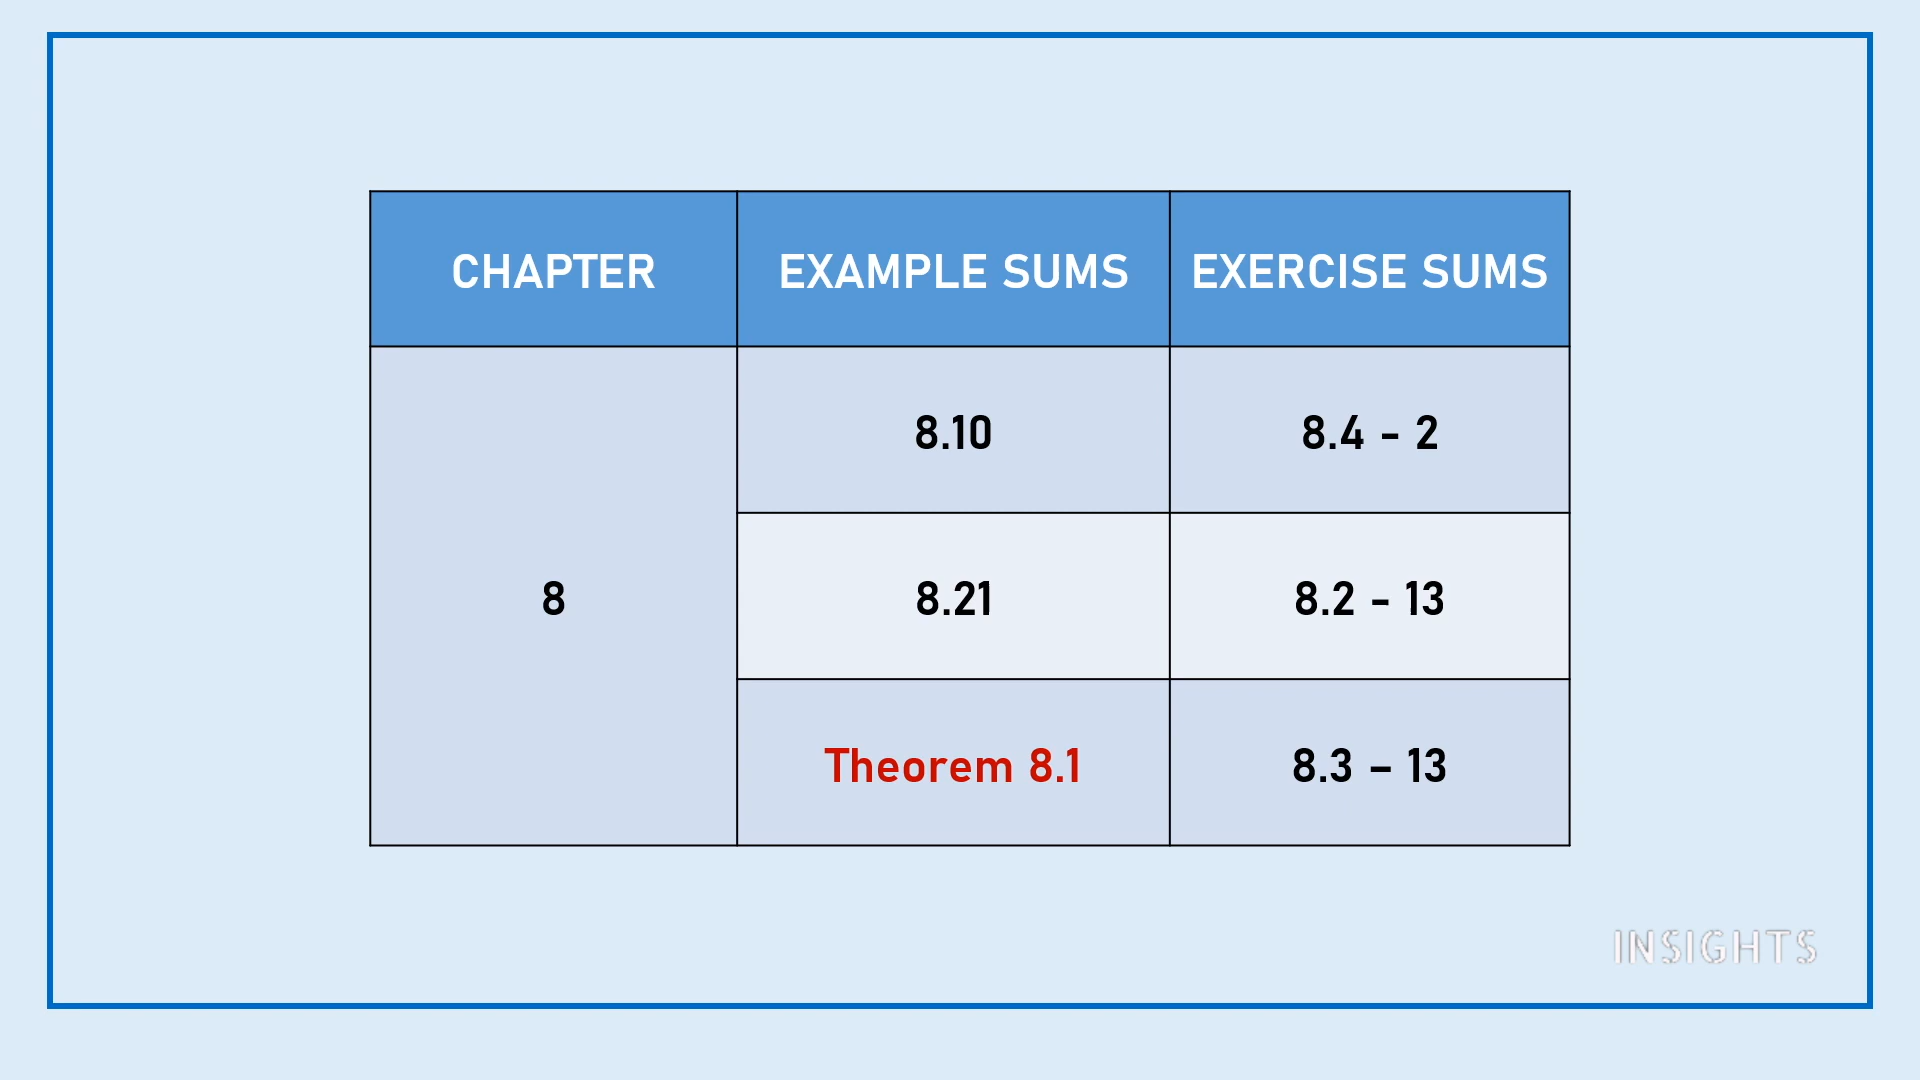 CHAPTER EXAMPLE SUMS EXERCISE SUMS
8.10 8.4 - 2
8 8.21 8.2 - 13
Theorem 8.1 8.3 – 13
INSIGHTS